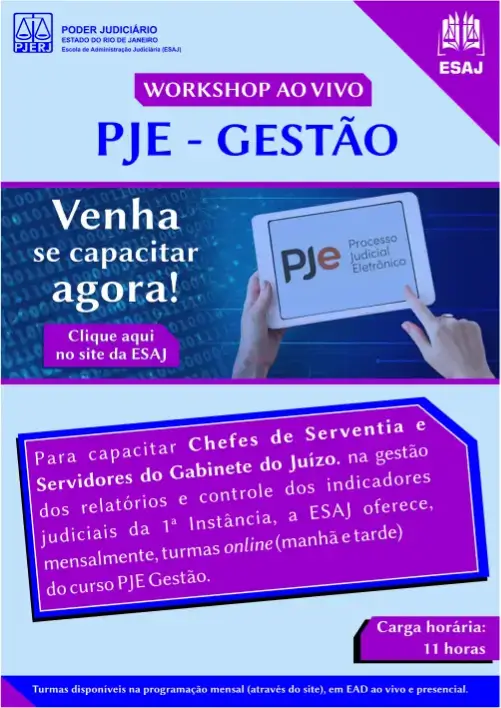 PJERJ
PODER JUDICIÁRIO
ESTADO DO RIO DE JANEIRO
Escola de Administração Judiciária (ESAJ)
ESAJ
WORKSHOP AO VIVO
PJE - GESTÃO
Venha
se capacitar
agora!
Clique aqui
no site da ESAJ
PJe Processo
Judicial
Eletrônico
Para capacitar Chefes de Serventia e
Servidores do Gabinete do Juízo. na gestão
dos relatórios e controle dos indicadores
judiciais da 1ª Instância, a ESAJ oferece,
mensalmente, turmas online (manhã e tarde)
do curso PJE Gestão.
Carga horária:
11 horas
Turmas disponíveis na programação mensal (através do site), em EAD ao vivo e presencial.